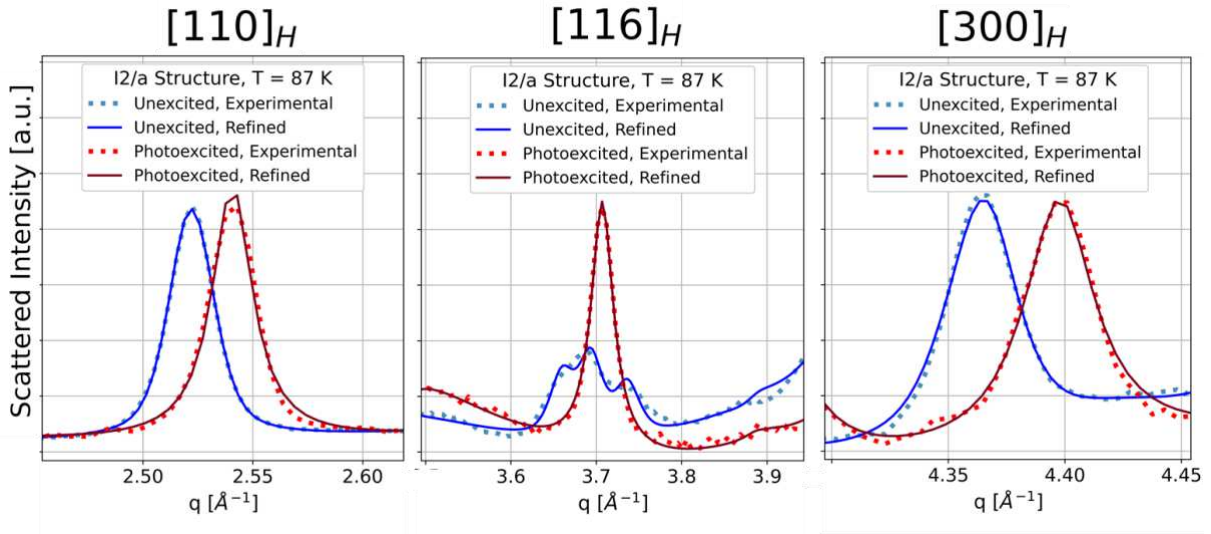 [110]H
[116]H
[300]H
Scattered Intensity [a.u.]
I2/a Structure, T = 87 K
Unexcited, Experimental
Unexcited, Refined
Photoexcited, Experimental
Photoexcited, Refined
I2/a Structure, T = 87 K
Unexcited, Experimental
Unexcited, Refined
Photoexcited, Experimental
Photoexcited, Refined
I2/a Structure, T = 87 K
Unexcited, Experimental
Unexcited, Refined
Photoexcited, Experimental
Photoexcited, Refined
2.50 2.55 2.60
3.6 3.7 3.8 3.9
4.35 4.40 4.45
q [Å⁻¹]
q [Å⁻¹]
q [Å⁻¹]